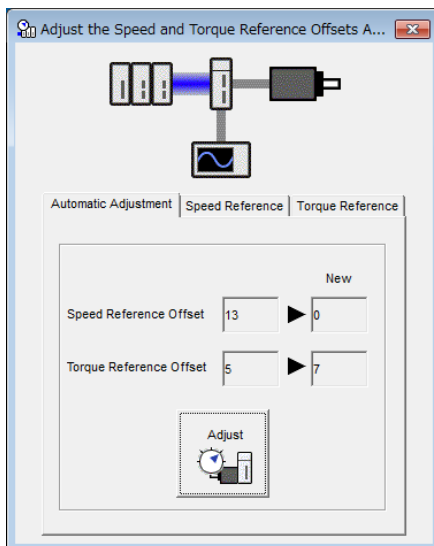 Adjust the Speed and Torque Reference Offsets A...
Automatic Adjustment Speed Reference Torque Reference
New
Speed Reference Offset 13 0
Torque Reference Offset 5 7
Adjust